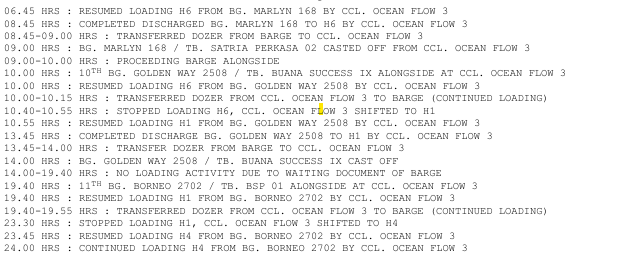 06.45 HRS : RESUMED LOADING H6 FROM BG. MARLYN 168 BY CCL. OCEAN FLOW 3
08.45 HRS : COMPLETED DISCHARGED BG. MARLYN 168 TO H6 BY CCL. OCEAN FLOW 3
08.45-09.00 HRS : TRANSFERRED DOZER FROM BARGE TO CCL. OCEAN FLOW 3
09.00 HRS : BG. MARLYN 168 / TB. SATRIA PERKASA 02 CASTED OFF FROM CCL. OCEAN FLOW 3
09.00-10.00 HRS : PROCEEDING BARGE ALONGSIDE
10.00 HRS : 10TH BG. GOLDEN WAY 2508 / TB. BUANA SUCCESS IX ALONGSIDE AT CCL. OCEAN FLOW 3
10.00 HRS : RESUMED LOADING H6 FROM BG. GOLDEN WAY 2508 BY CCL. OCEAN FLOW 3
10.00-10.15 HRS : TRANSFERRED DOZER FROM CCL. OCEAN FLOW 3 TO BARGE (CONTINUED LOADING)
10.40-10.55 HRS : STOPPED LOADING H6, CCL. OCEAN FLOW 3 SHIFTED TO H1
10.55 HRS : RESUMED LOADING H1 FROM BG. GOLDEN WAY 2508 BY CCL. OCEAN FLOW 3
13.45 HRS : COMPLETED DISCHARGED BG. GOLDEN WAY 2508 TO H1 BY CCL. OCEAN FLOW 3
13.45-14.00 HRS : TRANSFER DOZER FROM BARGE TO CCL. OCEAN FLOW 3
14.00 HRS : BG. GOLDEN WAY 2508 / TB. BUANA SUCCESS IX CAST OFF
14.00-19.40 HRS : NO LOADING ACTIVITY DUE TO WAITING DOCUMENT OF BARGE
19.40 HRS : 11TH BG. BORNEO 2702 / TB. BSP 01 ALONGSIDE AT CCL. OCEAN FLOW 3
19.40 HRS : RESUMED LOADING H1 FROM BG. BORNEO 2702 BY CCL. OCEAN FLOW 3
19.40-19.55 HRS : TRANSFERRED DOZER FROM CCL. OCEAN FLOW 3 TO BARGE (CONTINUED LOADING)
23.30 HRS : STOPPED LOADING H1, CCL. OCEAN FLOW 3 SHIFTED TO H4
23.45 HRS : RESUMED LOADING H4 FROM BG. BORNEO 2702 BY CCL. OCEAN FLOW 3
24.00 HRS : CONTINUED LOADING H4 FROM BG. BORNEO 2702 BY CCL. OCEAN FLOW 3